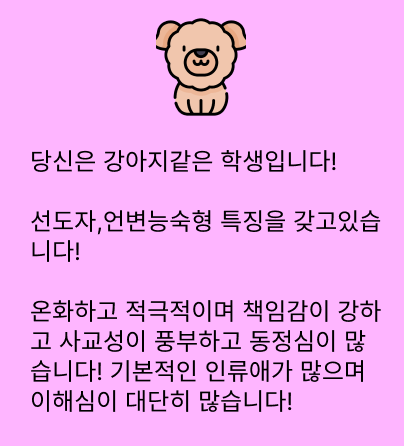 당신은 강아지같은 학생입니다!
선도자,언변능숙형 특징을 갖고있습
니다!
온화하고 적극적이며 책임감이 강하
고 사교성이 풍부하고 동정심이 많
습니다! 기본적인 인류애가 많으며
이해심이 대단히 많습니다!